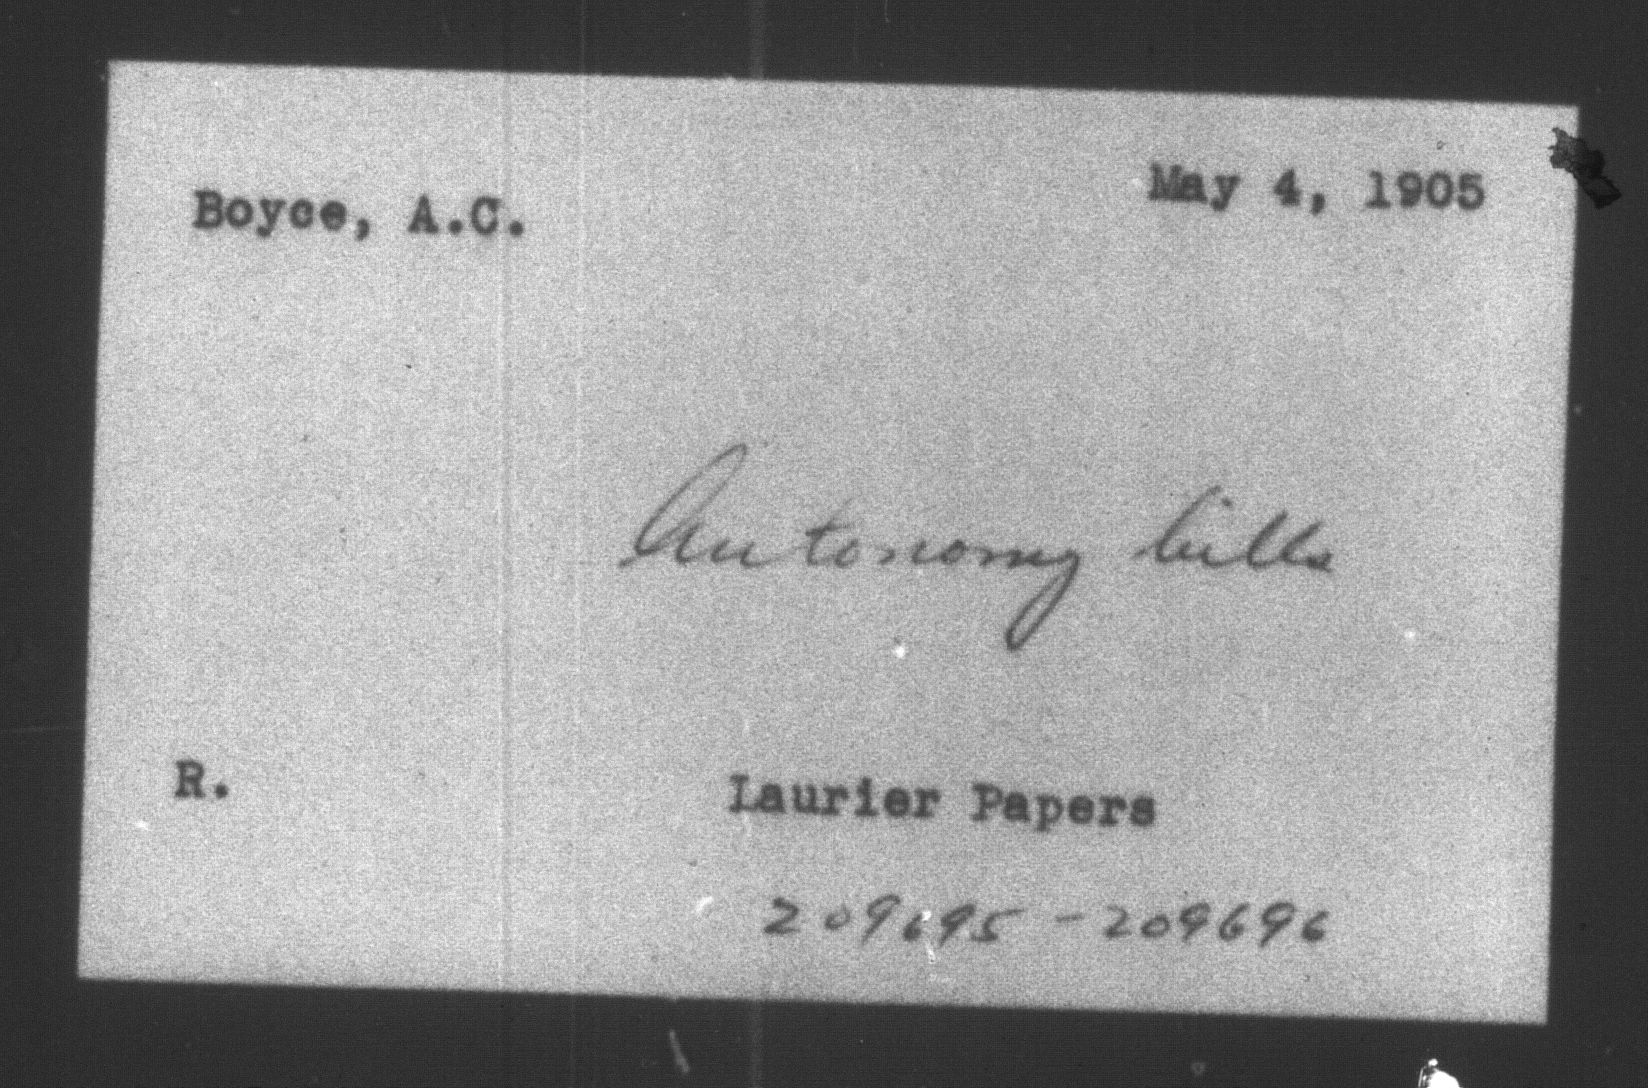 Boyce, A.C.
May 4, 1905
Autonomy bills
R.
Laurier Papers
209695-209696